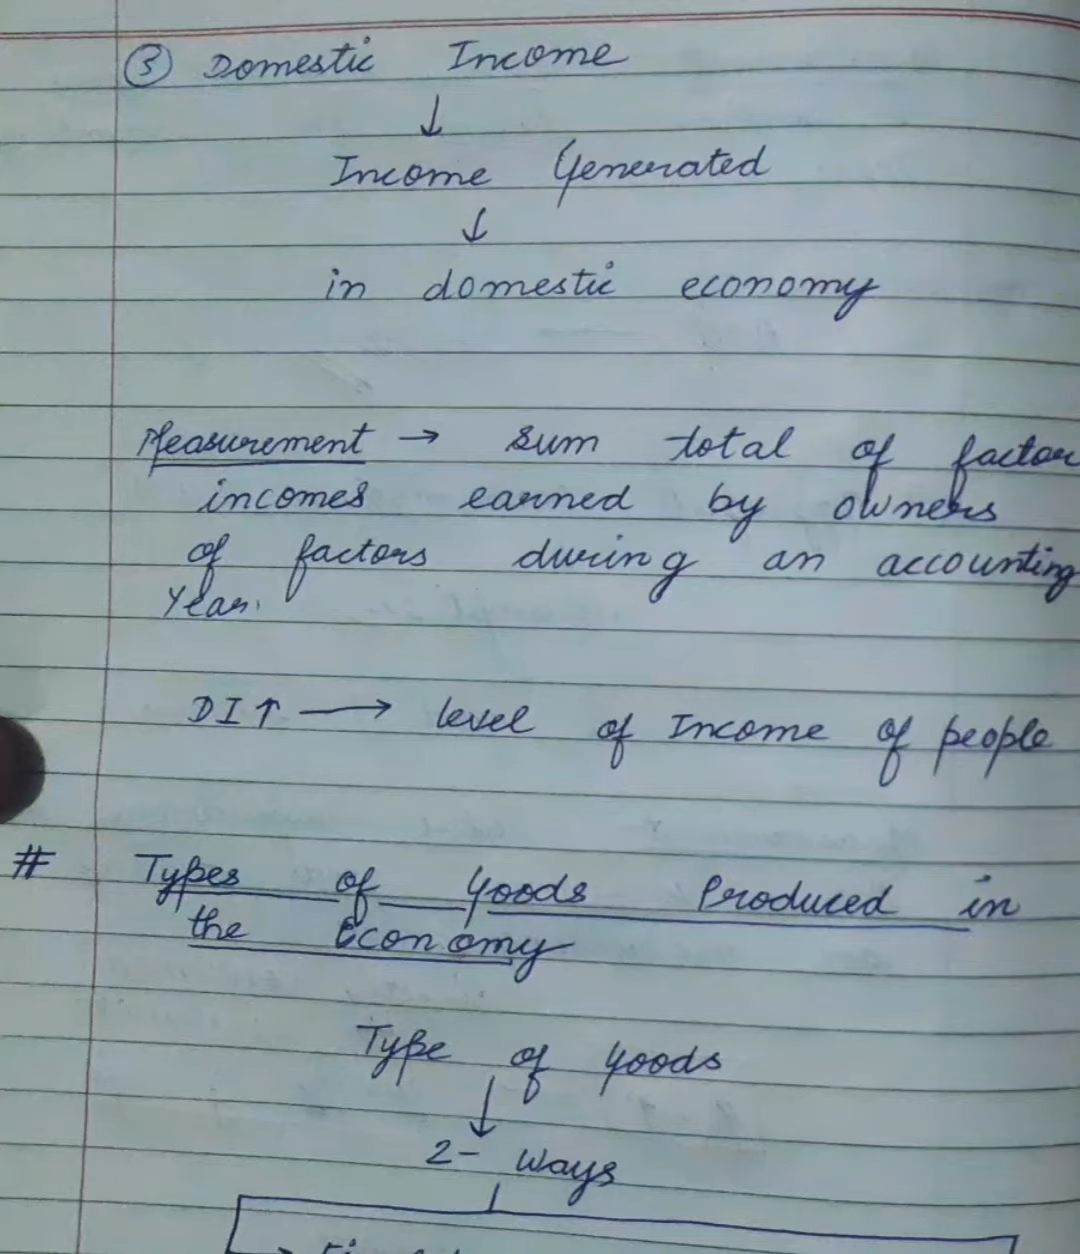 ③ Domestic Income
↓
Income Generated
↓
in domestic economy
Measurement → sum total of factor
incomes earned by owners
of factors during an accounting
Year.
DI↑ → level of Income of people
# Types of Goods Produced in
the Economy
Type of Goods
↓
2- Ways